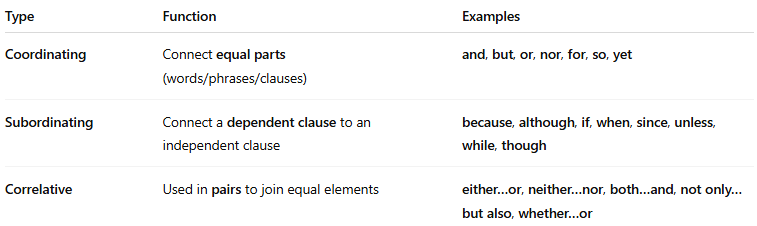 Type Function Examples
Coordinating Connect equal parts and, but, or, nor, for, so, yet
(words/phrases/clauses)
Subordinating Connect a dependent clause to an because, although, if, when, since, unless,
independent clause while, though
Correlative Used in pairs to join equal elements either…or, neither…nor, both…and, not only…
but also, whether…or